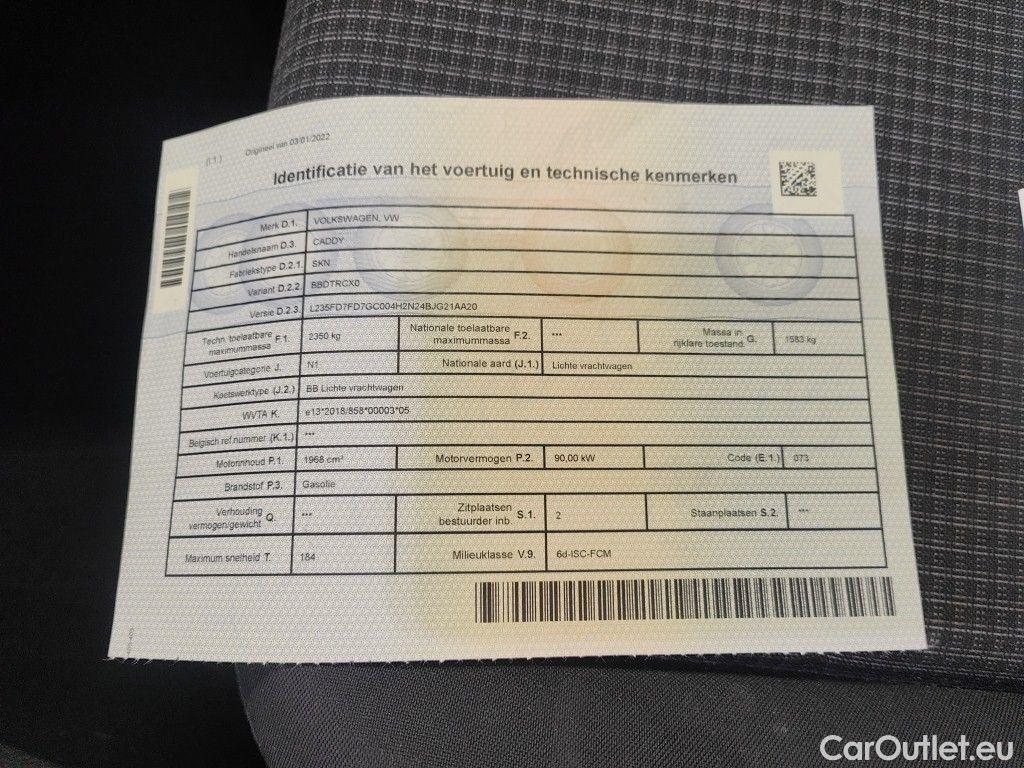 (I.1.) Origineel van 03/01/2022
Identificatie van het voertuig en technische kenmerken
Merk D.1. VOLKSWAGEN, VW
Handelsnaam D.3. CADDY
Fabriekstype D.2.1. SKN
Variant D.2.2. BBDTRCX0
Versie D.2.3. L235FD7FD7GC004H2N24BJG21AA20
Techn. toelaatbare maximummassa F.1. 2350 kg Nationale toelaatbare maximummassa F.2. *** Massa in rijklare toestand G. 1583 kg
Voertuigcategorie J. N1 Nationale aard (J.1.) Lichte vrachtwagen
Koetswerktype (J.2.) BB Lichte vrachtwagen
WVTA K. e13*2018/858*00003*05
Belgisch ref.nummer (K.1.) ***
Motorinhoud P.1. 1968 cm³ Motorvermogen P.2. 90,00 kW Code (E.1.) 073
Brandstof P.3. Gasolie
Verhouding vermogen/gewicht Q. *** Zitplaatsen bestuurder inb. S.1. 2 Staanplaatsen S.2. ***
Maximum snelheid T. 184 Milieuklasse V.9. 6d-ISC-FCM
CarOutlet.eu